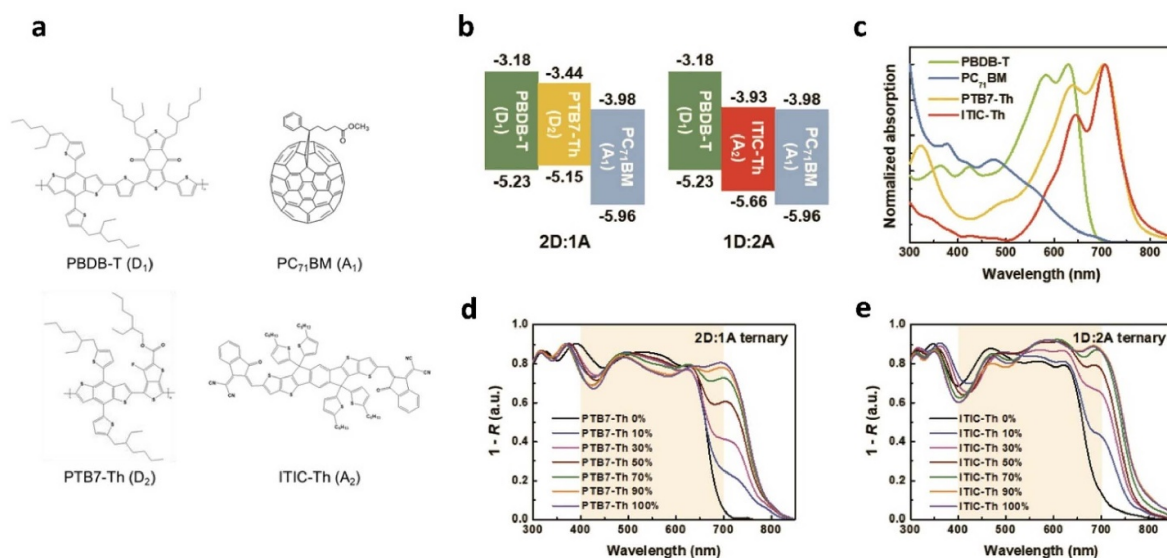 a
PBDB-T (D₁)
PC₇₁BM (A₁)
OCH₃
O
S
PTB7-Th (D₂)
ITIC-Th (A₂)
C₆H₁₃
NC
CN
b
-3.18
-3.44
-3.98
PBDB-T
(D₁)
PTB7-Th
(D₂)
PC₇₁BM
(A₁)
-5.23
-5.15
-5.96
2D:1A
-3.18
-3.93
-3.98
PBDB-T
(D₁)
ITIC-Th
(A₂)
PC₇₁BM
(A₁)
-5.23
-5.66
-5.96
1D:2A
c
Normalized absorption
PBDB-T
PC₇₁BM
PTB7-Th
ITIC-Th
300 400 500 600 700 800
Wavelength (nm)
d
2D:1A ternary
1 - R (a.u.)
1.0
0.8
0.6
0.4
0.2
0.0
PTB7-Th 0%
PTB7-Th 10%
PTB7-Th 30%
PTB7-Th 50%
PTB7-Th 70%
PTB7-Th 90%
PTB7-Th 100%
300 400 500 600 700 800
Wavelength (nm)
e
1D:2A ternary
1 - R (a.u.)
1.0
0.8
0.6
0.4
0.2
0.0
ITIC-Th 0%
ITIC-Th 10%
ITIC-Th 30%
ITIC-Th 50%
ITIC-Th 70%
ITIC-Th 90%
ITIC-Th 100%
300 400 500 600 700 800
Wavelength (nm)